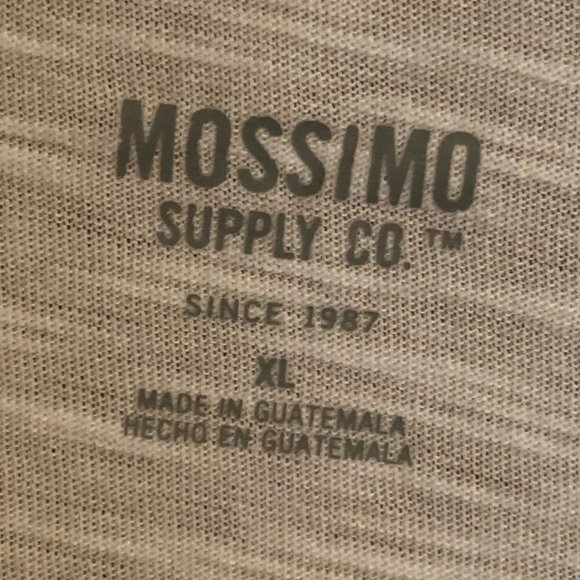 MOSSIMO
SUPPLY CO.™
SINCE 1987
XL
MADE IN GUATEMALA
HECHO EN GUATEMALA